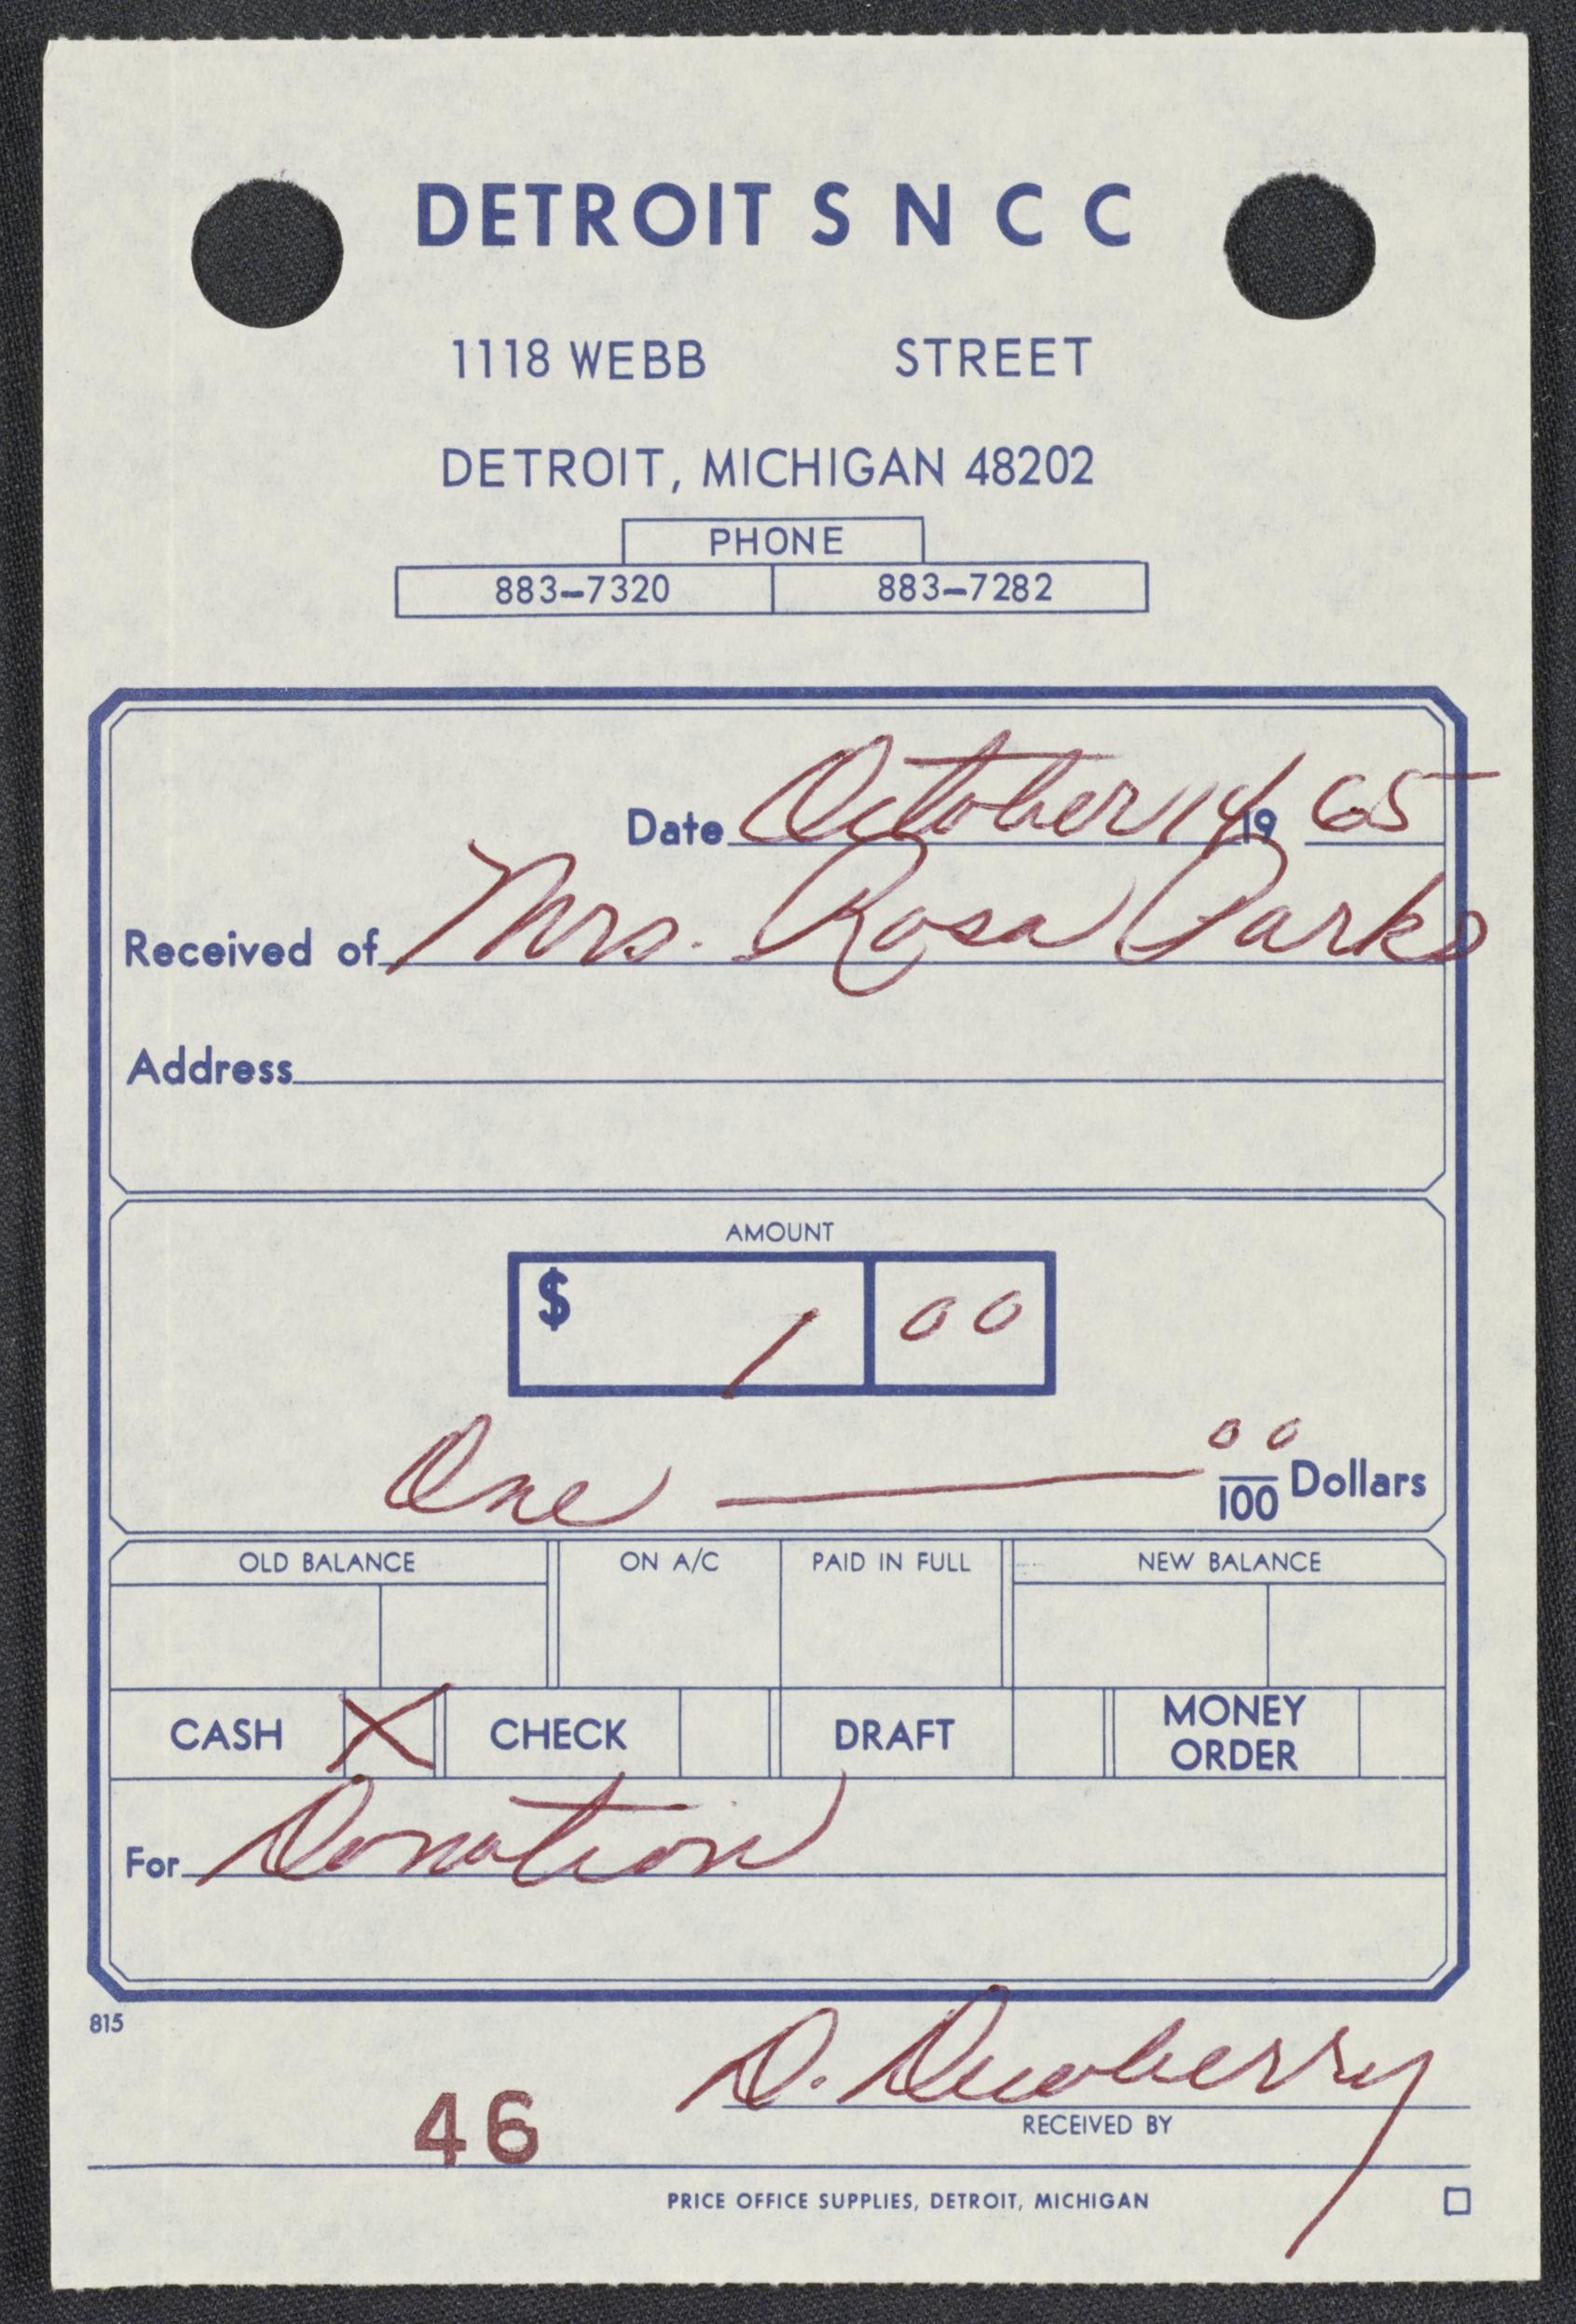 DETROIT S N C C
1118 WEBB STREET
DETROIT, MICHIGAN 48202
PHONE
883-7320 883-7282
Date October 14 19 65
Received of Mrs. Rosa Parks
Address
AMOUNT
$ 1 00
One 00/100 Dollars
OLD BALANCE ON A/C PAID IN FULL NEW BALANCE
CASH X CHECK DRAFT MONEY ORDER
For Donation
815
D. Dewberry
46
RECEIVED BY
PRICE OFFICE SUPPLIES, DETROIT, MICHIGAN